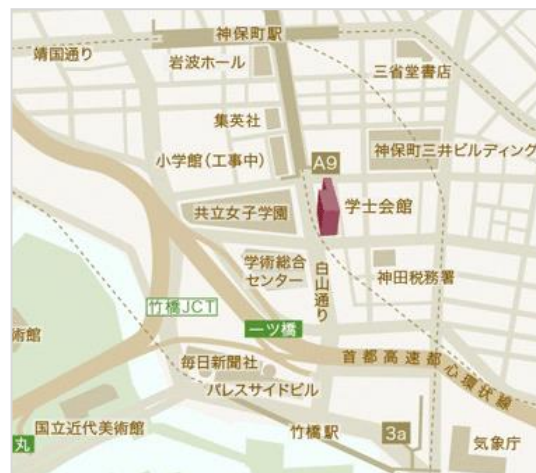 神保町駅
靖国通り
岩波ホール
三省堂書店
集英社
小学館(工事中)
A9
神保町三井ビルディング
共立女子学園
学士会館
学術総合
センター
白山通り
神田税務署
竹橋JCT
一ツ橋
術館
毎日新聞社
首都高速都心環状線
パレスサイドビル
国立近代美術館
竹橋駅
3a
丸
気象庁